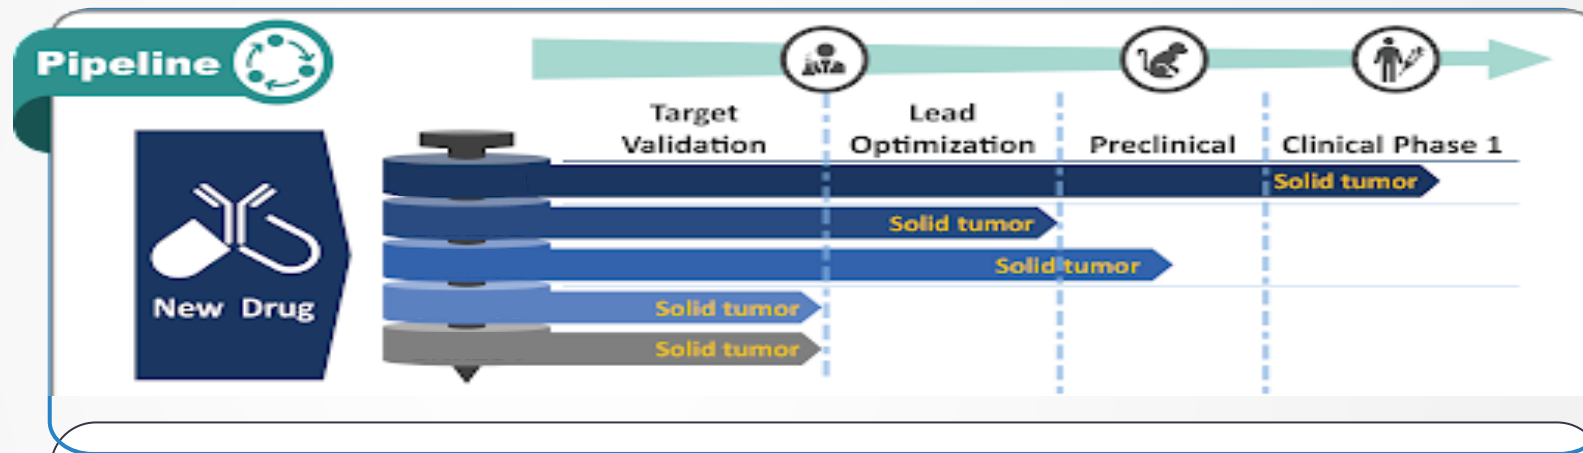 Pipeline
Target
Validation
Lead
Optimization
Preclinical
Clinical Phase 1
New Drug
Solid tumor
Solid tumor
Solid tumor
Solid tumor
Solid tumor